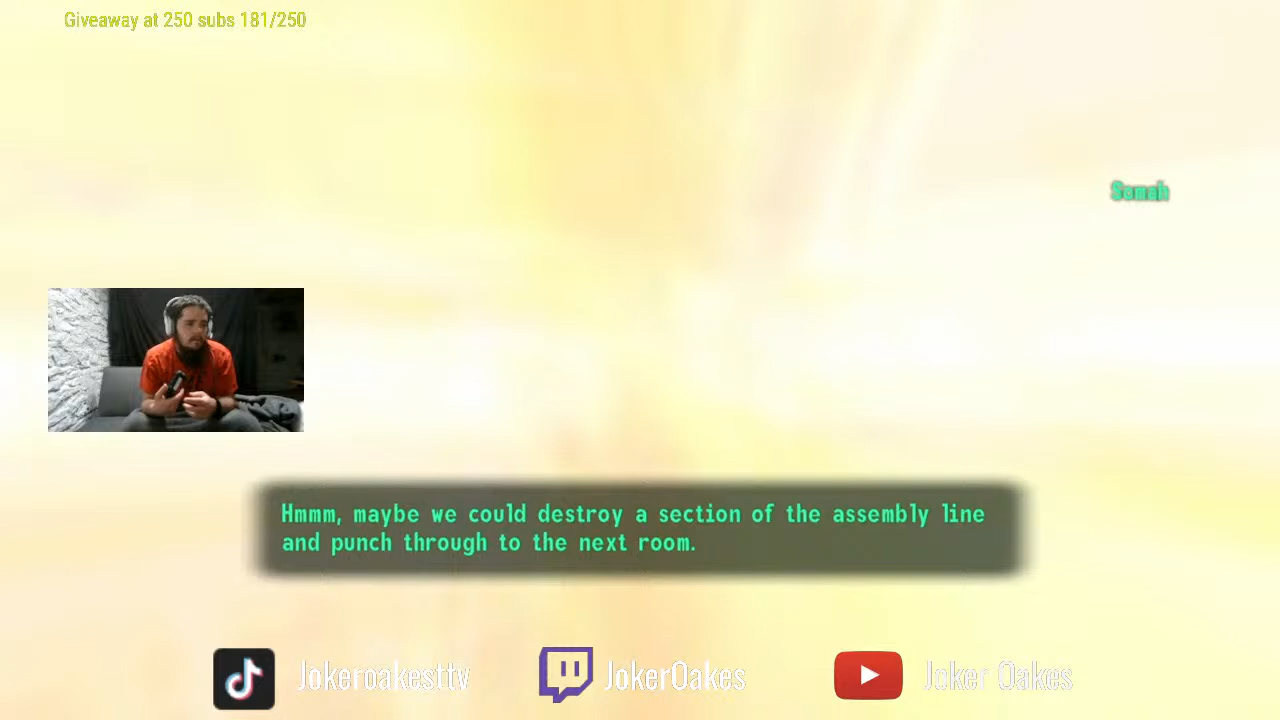 Giveaway at 250 subs 181/250
Somah
Hmmm, maybe we could destroy a section of the assembly line
and punch through to the next room.
Jokeroakesttv
JokerOakes
Joker Oakes